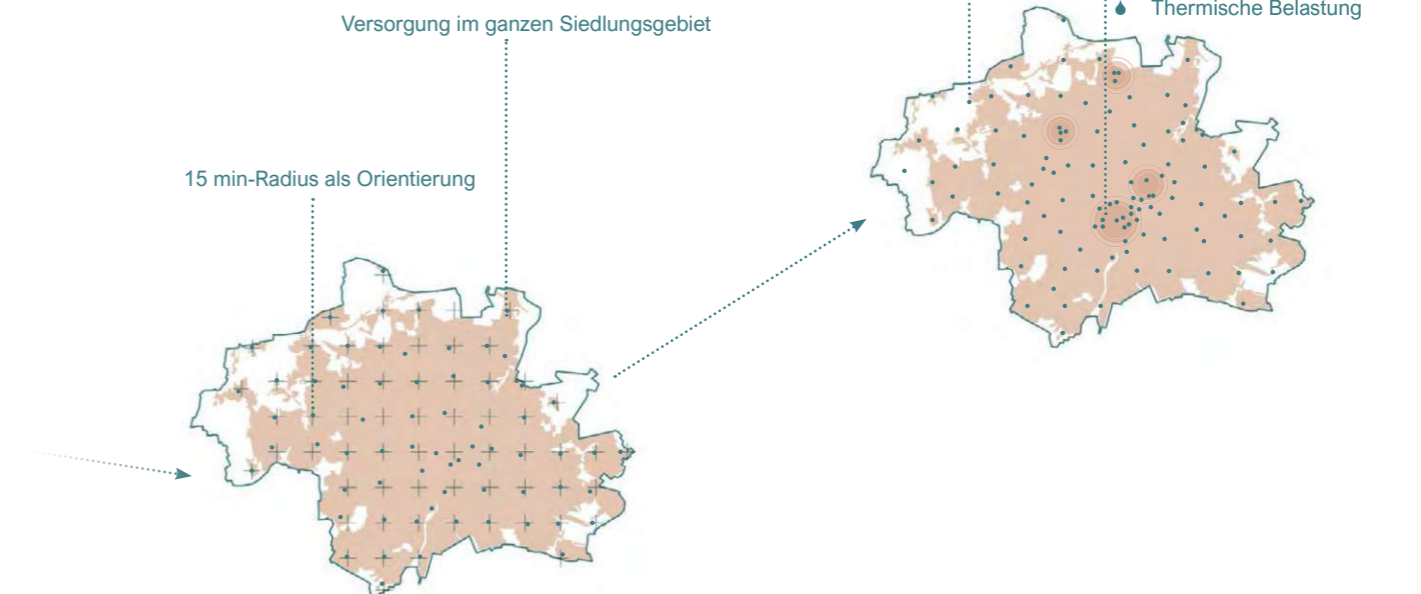 Thermische Belastung
Versorgung im ganzen Siedlungsgebiet
15 min-Radius als Orientierung